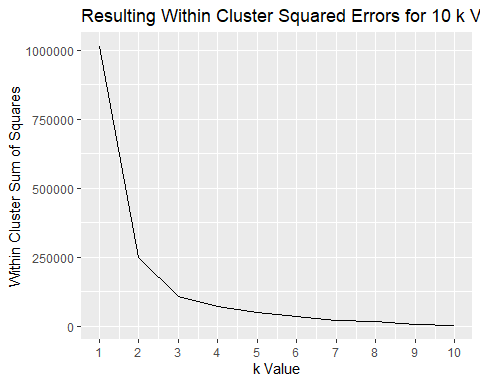 Resulting Within Cluster Squared Errors for 10 k V
Within Cluster Sum of Squares
1000000
750000
500000
250000
0
1 2 3 4 5 6 7 8 9 10
k Value